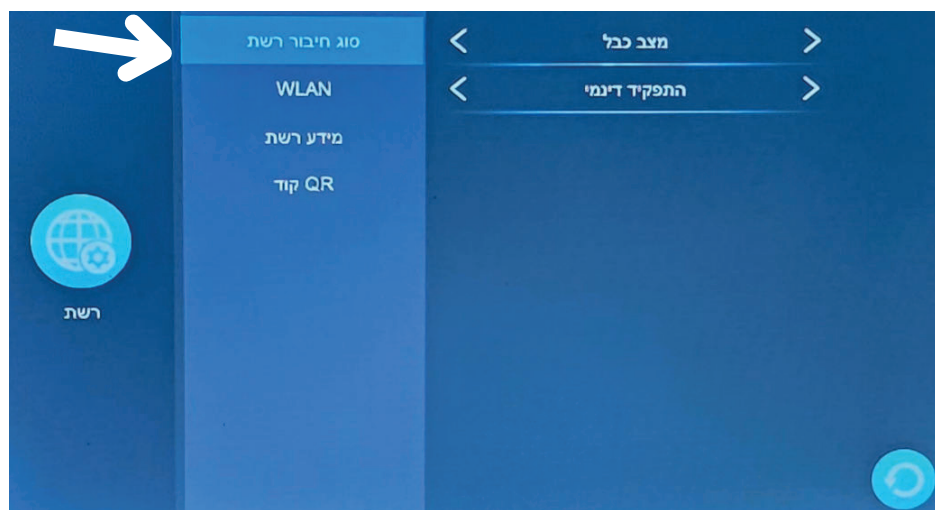 סוג חיבור רשת
מצב כבל
WLAN
התפקיד דינמי
מידע רשת
QR קוד
רשת